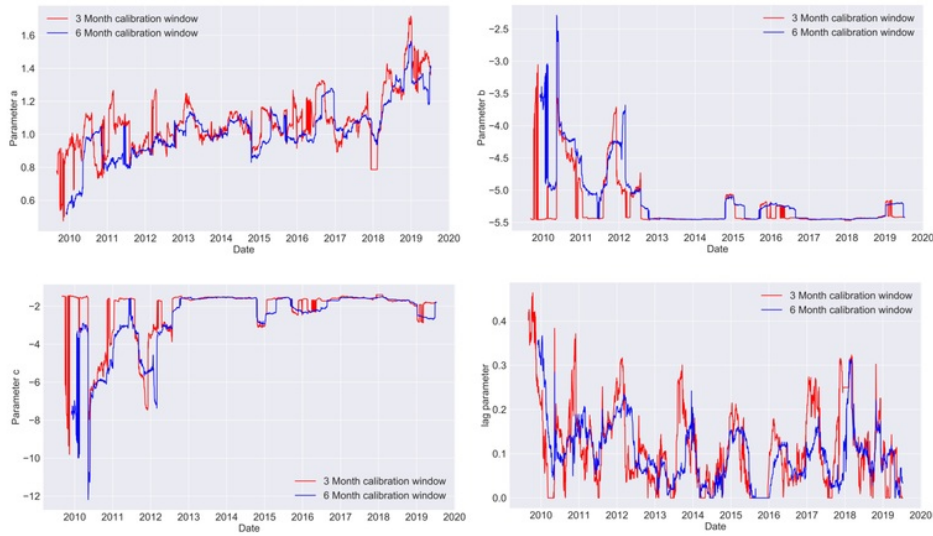 3 Month calibration window
6 Month calibration window
1.6
1.4
1.2
1.0
0.8
0.6
Parameter a
2010 2011 2012 2013 2014 2015 2016 2017 2018 2019 2020
Date
3 Month calibration window
6 Month calibration window
−2.5
−3.0
−3.5
−4.0
−4.5
−5.0
−5.5
Parameter b
2010 2011 2012 2013 2014 2015 2016 2017 2018 2019 2020
Date
−2
−4
−6
−8
−10
−12
Parameter c
3 Month calibration window
6 Month calibration window
2010 2011 2012 2013 2014 2015 2016 2017 2018 2019 2020
Date
3 Month calibration window
6 Month calibration window
0.4
0.3
0.2
0.1
0.0
lag parameter
2010 2011 2012 2013 2014 2015 2016 2017 2018 2019 2020
Date